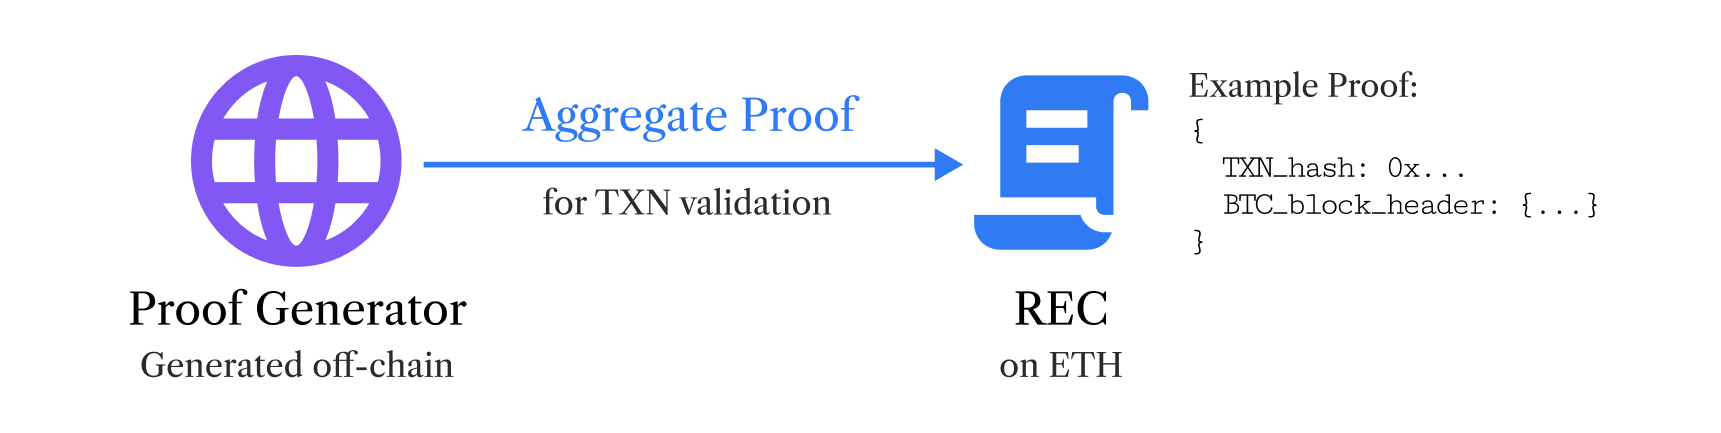 Aggregate Proof
for TXN validation
Proof Generator
Generated off-chain
REC
on ETH
Example Proof:
{
TXN_hash: 0x...
BTC_block_header: {...}
}